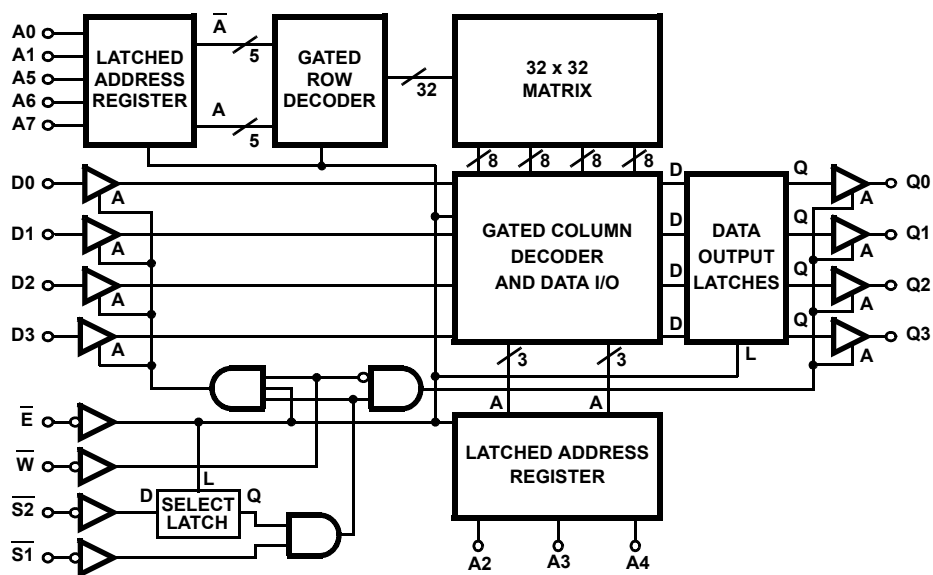 A0
A1
A5
A6
A7
LATCHED
ADDRESS
REGISTER
A̅
5
A
5
GATED
ROW
DECODER
32
32 x 32
MATRIX
8 8 8 8
D0
A
D1
A
D2
A
D3
A
GATED COLUMN
DECODER
AND DATA I/O
D
D
D
D
DATA
OUTPUT
LATCHES
L
Q
Q
Q
Q
A
Q0
A
Q1
A
Q2
A
Q3
3 3
A A
E̅
W̅
S2̅
S1̅
D
L
Q
SELECT
LATCH
LATCHED ADDRESS
REGISTER
A2 A3 A4